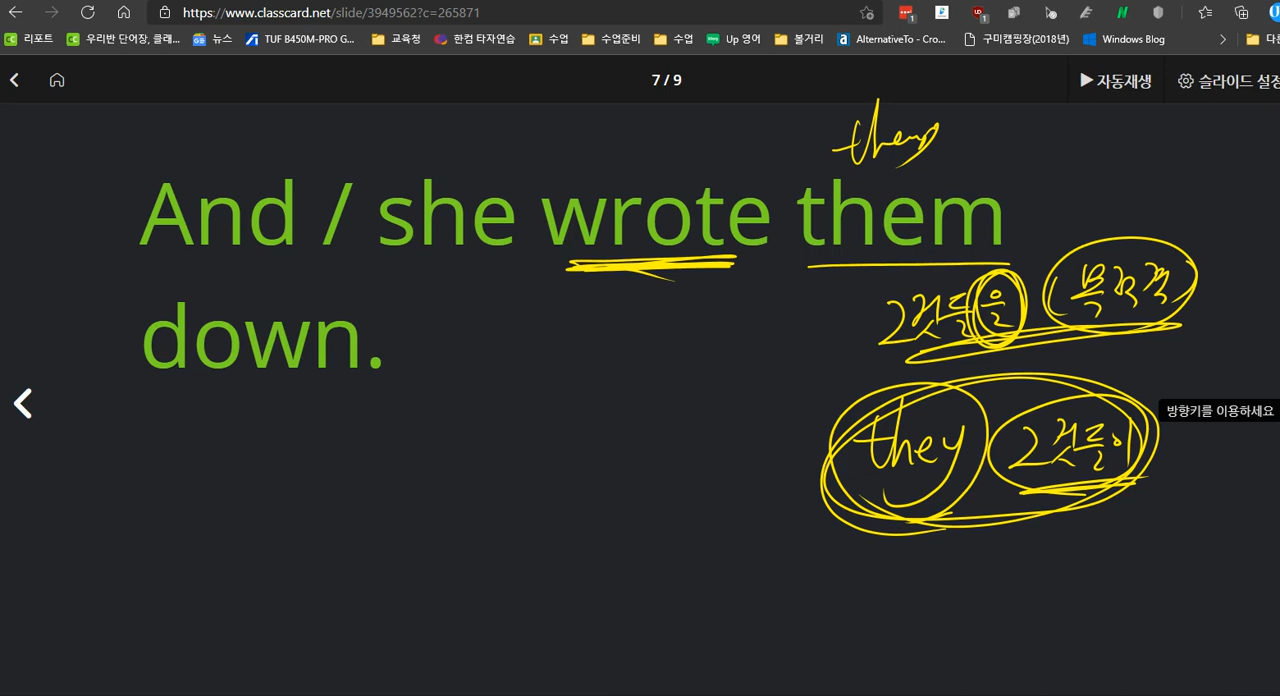 https://www.classcard.net/slide/3949562?c=265871
리포트 우리반 단어장, 클래... 뉴스 TUF B450M-PRO G... 교육청 한컴 타자연습 수업 수업준비 수업 Up 영어 볼거리 AlternativeTo - Cro... 구미캠핑장(2018년) Windows Blog 다른
7 / 9 자동재생 슬라이드 설정
them
And / she wrote them
그것들을 목적격
down.
방향키를 이용하세요
they 그것들이